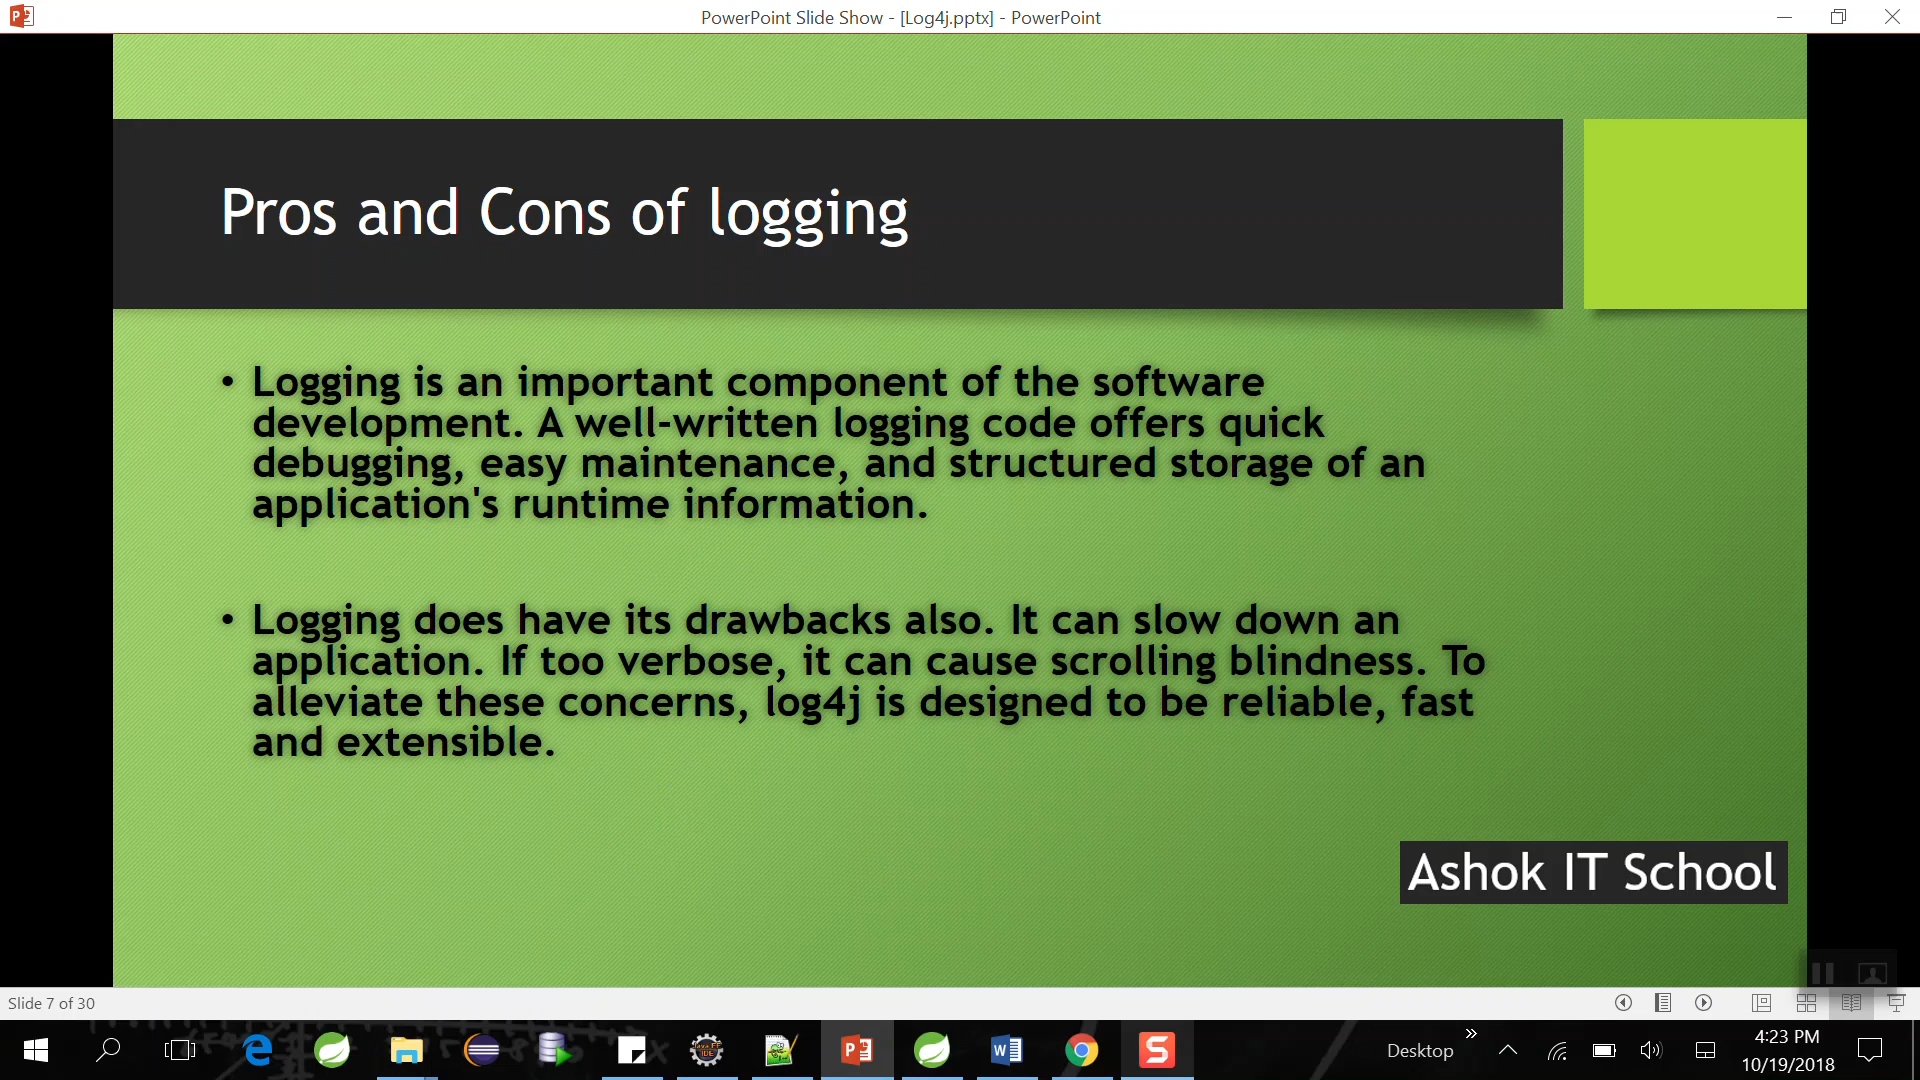 PowerPoint Slide Show - [Log4j.pptx] - PowerPoint
Pros and Cons of logging
• Logging is an important component of the software
development. A well-written logging code offers quick
debugging, easy maintenance, and structured storage of an
application's runtime information.
• Logging does have its drawbacks also. It can slow down an
application. If too verbose, it can cause scrolling blindness. To
alleviate these concerns, log4j is designed to be reliable, fast
and extensible.
Ashok IT School
Slide 7 of 30
Desktop
4:23 PM
10/19/2018